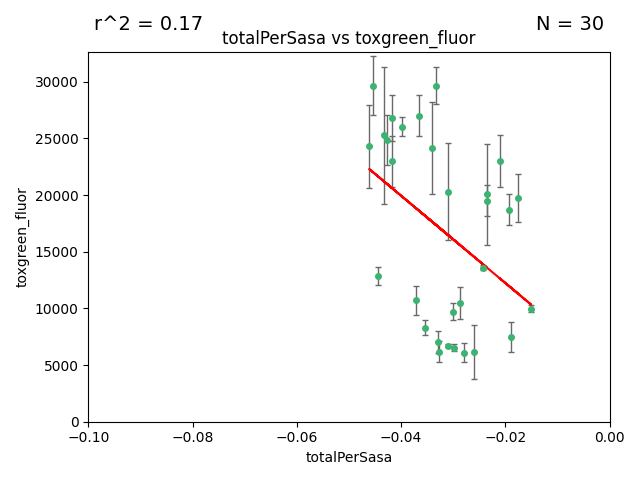 r^2 = 0.17
N = 30
totalPerSasa vs toxgreen_fluor
toxgreen_fluor
30000
25000
20000
15000
10000
5000
0
−0.10
−0.08
−0.06
−0.04
−0.02
0.00
totalPerSasa